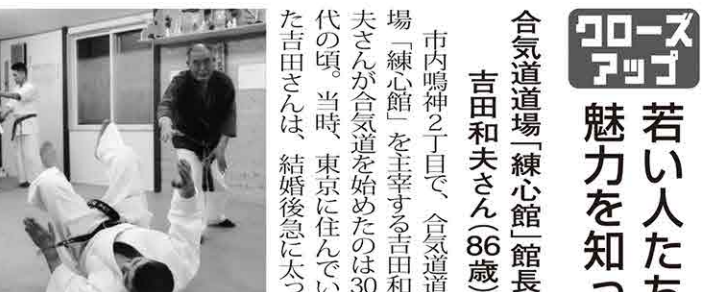 クローズ
アップ
若い人たち
魅力を知っ
合気道道場「練心館」館長
吉田和夫さん(86歳)
市内鳴神2丁目で、合気道道
場「練心館」を主宰する吉田和
夫さんが合気道を始めたのは30
代の頃。当時、東京に住んでい
た吉田さんは、結婚後急に太っ